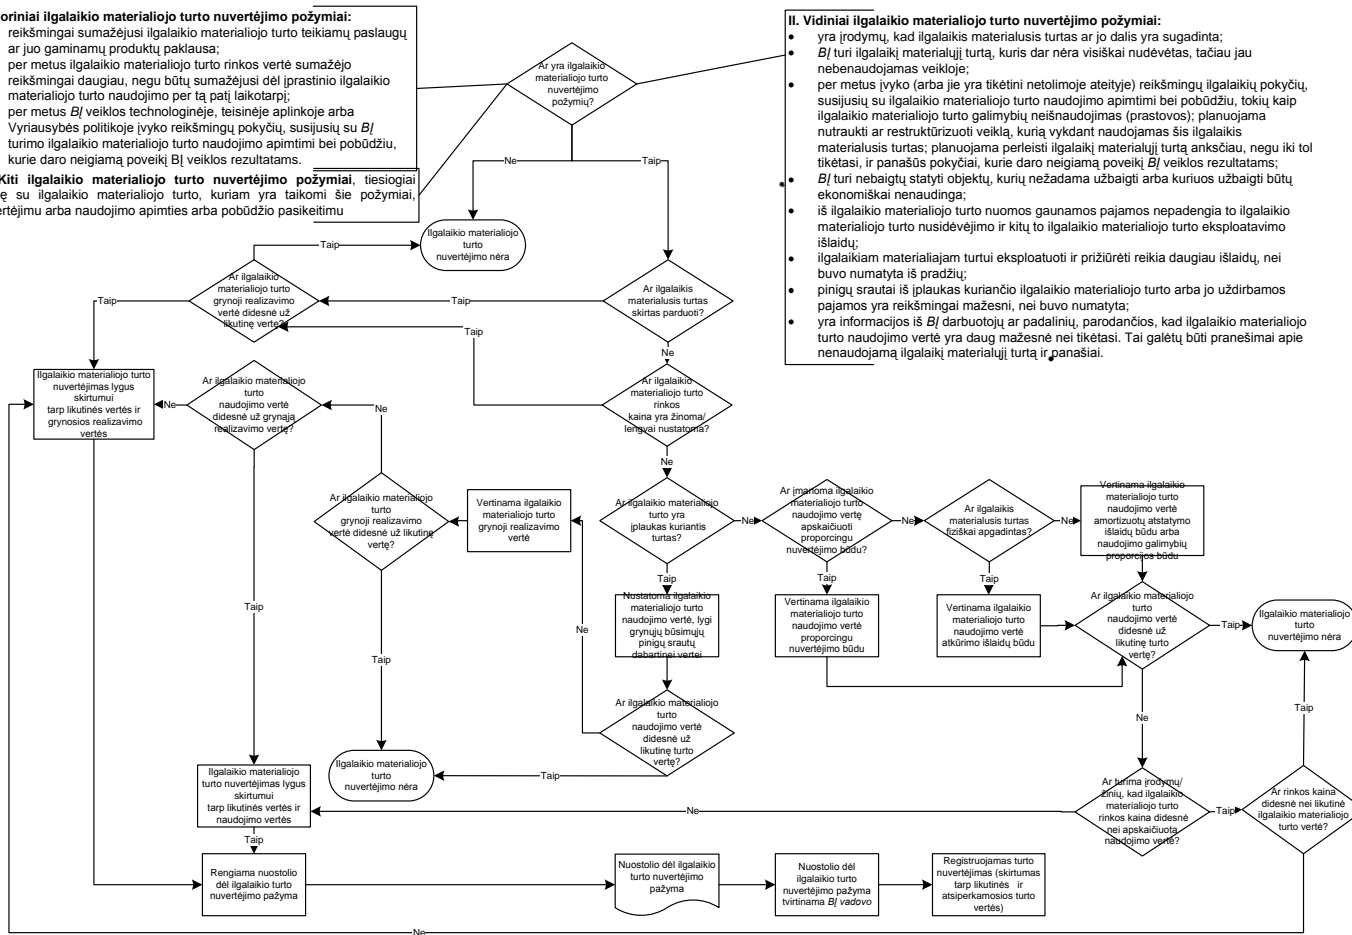 oriniai ilgalaikio materialiojo turto nuvertėjimo požymiai:
reikšmingai sumažėjusi ilgalaikio materialiojo turto teikiamų paslaugų
ar juo gaminamų produktų paklausa;
per metus ilgalaikio materialiojo turto rinkos vertė sumažėjo
reikšmingai daugiau, negu būtų sumažėjusi dėl įprastinio ilgalaikio
materialiojo turto naudojimo per tą patį laikotarpį;
per metus BĮ veiklos technologinėje, teisinėje aplinkoje arba
Vyriausybės politikoje įvyko reikšmingų pokyčių, susijusių su BĮ
turimo ilgalaikio materialiojo turto naudojimo apimtimi bei pobūdžiu,
kurie daro neigiamą poveikį BĮ veiklos rezultatams.
Kiti ilgalaikio materialiojo turto nuvertėjimo požymiai, tiesiogiai
ę su ilgalaikio materialiojo turto, kuriam yra taikomi šie požymiai,
ertėjimu arba naudojimo apimties arba pobūdžio pasikeitimu
II. Vidiniai ilgalaikio materialiojo turto nuvertėjimo požymiai:
• yra įrodymų, kad ilgalaikis materialusis turtas ar jo dalis yra sugadinta;
• BĮ turi ilgalaikį materialųjį turtą, kuris dar nėra visiškai nudėvėtas, tačiau jau
nebenaudojamas veikloje;
• per metus įvyko (arba jie yra tikėtini netolimoje ateityje) reikšmingų ilgalaikių pokyčių,
susijusių su ilgalaikio materialiojo turto naudojimo apimtimi bei pobūdžiu, tokių kaip
ilgalaikio materialiojo turto galimybių neišnaudojimas (prastovos); planuojama
nutraukti ar restruktūrizuoti veiklą, kurią vykdant naudojamas šis ilgalaikis
materialusis turtas; planuojama perleisti ilgalaikį materialųjį turtą anksčiau, negu iki tol
tikėtasi, ir panašūs pokyčiai, kurie daro neigiamą poveikį BĮ veiklos rezultatams;
• BĮ turi nebaigtų statyti objektų, kurių nežadama užbaigti arba kuriuos užbaigti būtų
ekonomiškai nenaudinga;
• iš ilgalaikio materialiojo turto nuomos gaunamos pajamos nepadengia to ilgalaikio
materialiojo turto nusidėvėjimo ir kitų to ilgalaikio materialiojo turto eksploatavimo
išlaidų;
• ilgalaikiam materialiajam turtui eksploatuoti ir prižiūrėti reikia daugiau išlaidų, nei
buvo numatyta iš pradžių;
• pinigų srautai iš įplaukas kuriančio ilgalaikio materialiojo turto arba jo uždirbamos
pajamos yra reikšmingai mažesni, nei buvo numatyta;
• yra informacijos iš BĮ darbuotojų ar padalinių, parodančios, kad ilgalaikio materialiojo
turto naudojimo vertė yra daug mažesnė nei tikėtasi. Tai galėtų būti pranešimai apie
nenaudojamą ilgalaikį materialųjį turtą ir panašiai.
Ar yra ilgalaikio
materialiojo turto
nuvertėjimo
požymių?
Ne
Taip
Ilgalaikio materialiojo
turto
nuvertėjimo nėra
Taip
Ar ilgalaikio
materialiojo turto
grynoji realizavimo
vertė didesnė už
likutinę vertę?
Taip
Taip
Ar ilgalaikis
materialusis turtas
skirtas parduoti?
Ne
Ar ilgalaikio
materialiojo turto
rinkos
kaina yra žinoma/
lengvai nustatoma?
Taip
Ne
Ilgalaikio materialiojo turto
nuvertėjimas lygus
skirtumui
tarp likutinės vertės ir
grynosios realizavimo
vertės
Ne
Ar ilgalaikio materialiojo
turto
naudojimo vertė
didesnė už grynąją
realizavimo vertę?
Ne
Ar ilgalaikio materialiojo
turto
grynoji realizavimo
vertė didesnė už likutinę
vertę?
Vertinama ilgalaikio
materialiojo turto
grynoji realizavimo
vertė
Ar ilgalaikio materialiojo
turto yra
įplaukas kuriantis
turtas?
Ne
Ar įmanoma ilgalaikio
materialiojo turto
naudojimo vertę
apskaičiuoti
proporcingu
nuvertėjimo būdu?
Ne
Ar ilgalaikis
materialusis turtas
fiziškai apgadintas?
Ne
Vertinama ilgalaikio
materialiojo turto
naudojimo vertė
amortizuotų atstatymo
išlaidų būdu arba
naudojimo galimybių
proporcijos būdu
Taip
Taip
Taip
Nustatoma ilgalaikio
materialiojo turto
naudojimo vertė, lygi
grynųjų būsimųjų
pinigų srautų
dabartinei vertei
Vertinama ilgalaikio
materialiojo turto
naudojimo vertė
proporcingu
nuvertėjimo būdu
Vertinama ilgalaikio
materialiojo turto
naudojimo vertė
atkūrimo išlaidų būdu
Ar ilgalaikio materialiojo
turto
naudojimo vertė
didesnė už
likutinę turto
vertę?
Taip
Ilgalaikio materialiojo
turto
nuvertėjimo nėra
Taip
Ne
Taip
Ar ilgalaikio materialiojo
turto
naudojimo vertė
didesnė už
likutinę turto
vertę?
Ne
Taip
Taip
Ilgalaikio materialiojo
turto
nuvertėjimo nėra
Ilgalaikio materialiojo
turto nuvertėjimas lygus
skirtumui
tarp likutinės vertės ir
naudojimo vertės
Ne
Ar turima įrodymų/
žinių, kad ilgalaikio
materialiojo turto
rinkos kaina didesnė
nei apskaičiuota
naudojimo vertė?
Taip
Ar rinkos kaina
didesnė nei likutinė
ilgalaikio materialiojo
turto vertė?
Taip
Rengiama nuostolio
dėl ilgalaikio turto
nuvertėjimo pažyma
Nuostolio dėl ilgalaikio
turto nuvertėjimo
pažyma
Nuostolio dėl
ilgalaikio turto
nuvertėjimo pažyma
tvirtinama BĮ vadovo
Registruojamas turto
nuvertėjimas (skirtumas
tarp likutinės ir
atsiperkamosios turto
vertės)
Ne